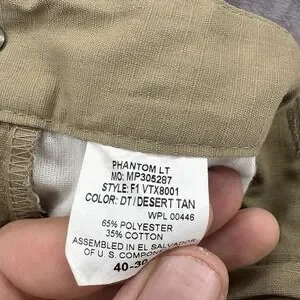 PHANTOM LT
MO: MP305287
STYLE: F1 VTX8001
COLOR: DT/DESERT TAN
WPL 00446
65% POLYESTER
35% COTTON
ASSEMBLED IN EL SALVADOR
OF U.S. COMPONENTS
40-30